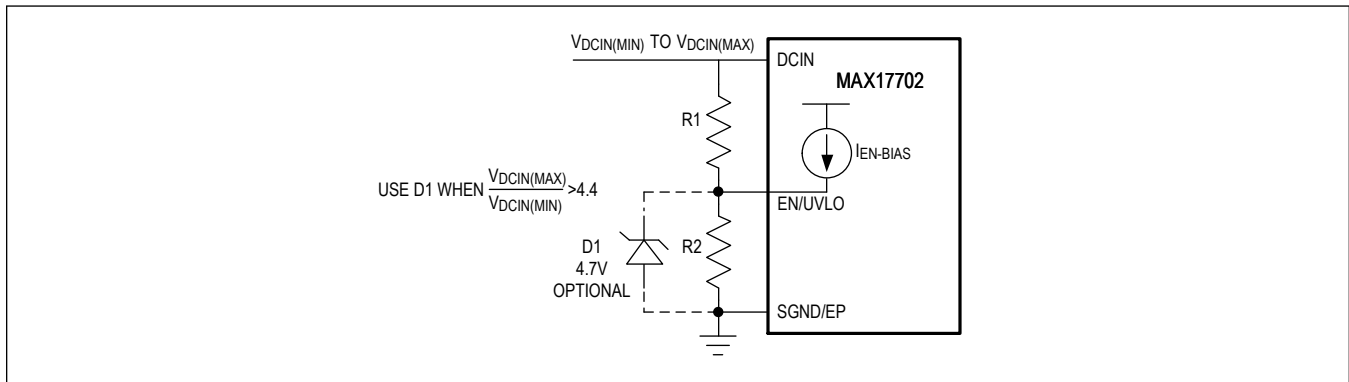 VDCIN(MIN) TO VDCIN(MAX)
DCIN
MAX17702
R1
IEN-BIAS
USE D1 WHEN VDCIN(MAX)/VDCIN(MIN) >4.4
EN/UVLO
D1
4.7V
OPTIONAL
R2
SGND/EP